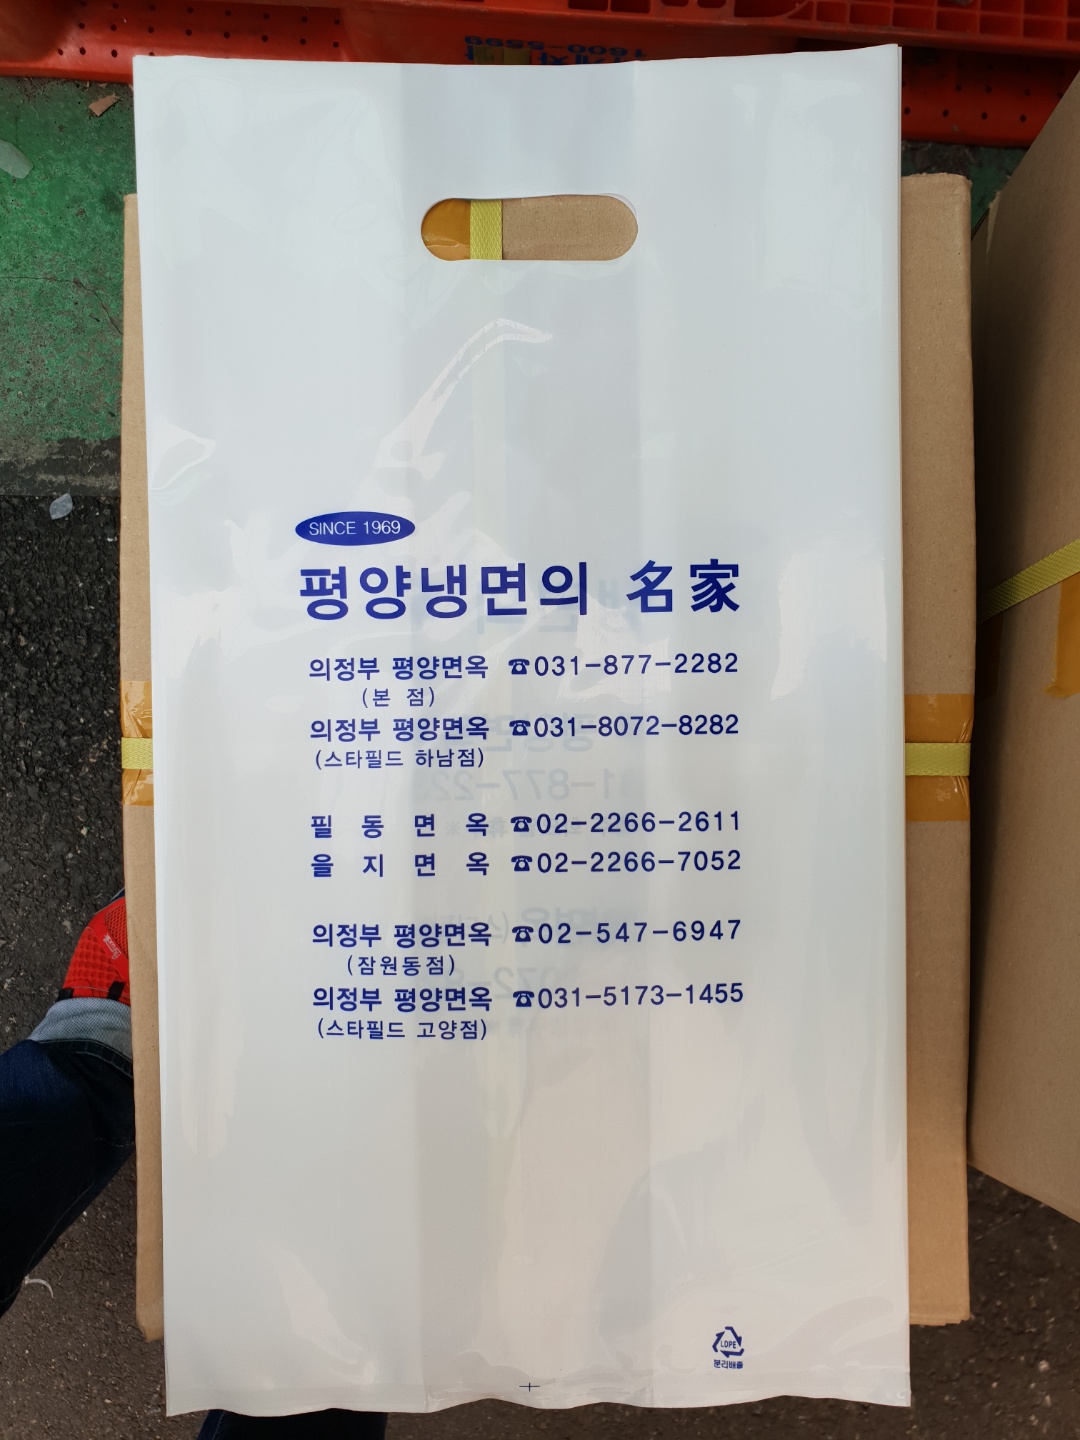 SINCE 1969
평양냉면의 名家
의정부 평양면옥 ☎031-877-2282
(본 점)
의정부 평양면옥 ☎031-8072-8282
(스타필드 하남점)
필 동 면 옥 ☎02-2266-2611
을 지 면 옥 ☎02-2266-7052
의정부 평양면옥 ☎02-547-6947
(잠원동점)
의정부 평양면옥 ☎031-5173-1455
(스타필드 고양점)
LDPE
분리배출